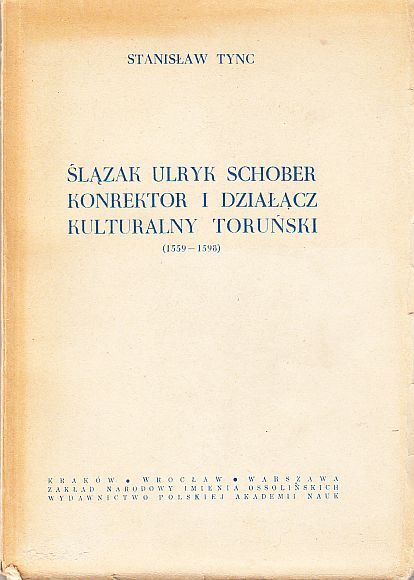 STANISŁAW TYNC
ŚLĄZAK ULRYK SCHOBER
KONREKTOR I DZIAŁĄCZ
KULTURALNY TORUŃSKI
(1559—1598)
KRAKÓW • WROCŁAW • WARSZAWA
ZAKŁAD NARODOWY IMIENIA OSSOLIŃSKICH
WYDAWNICTWO POLSKIEJ AKADEMII NAUK